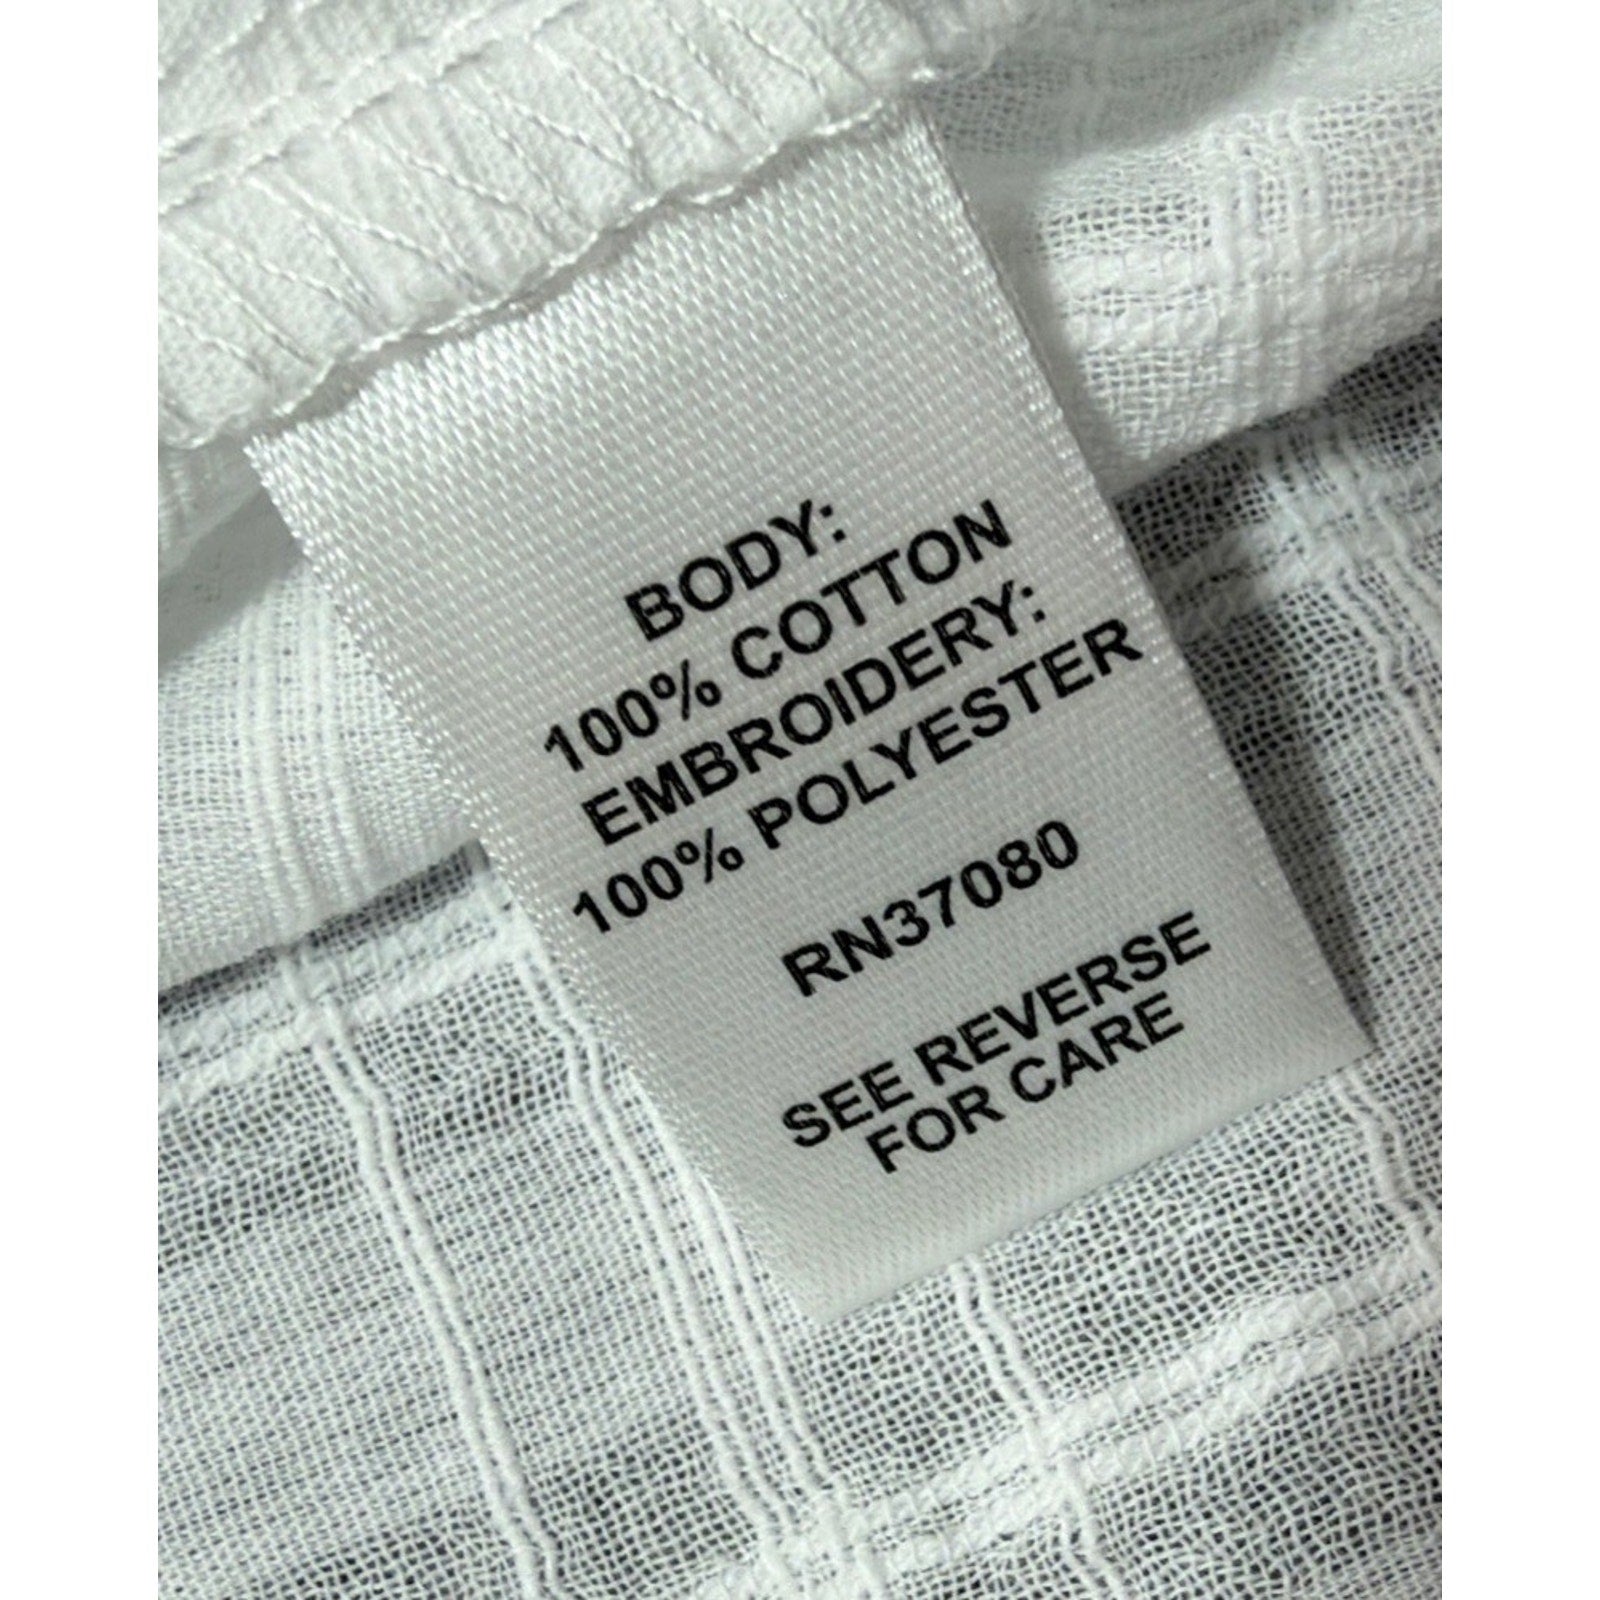 BODY:
100% COTTON
EMBROIDERY:
100% POLYESTER
RN37080
SEE REVERSE
FOR CARE